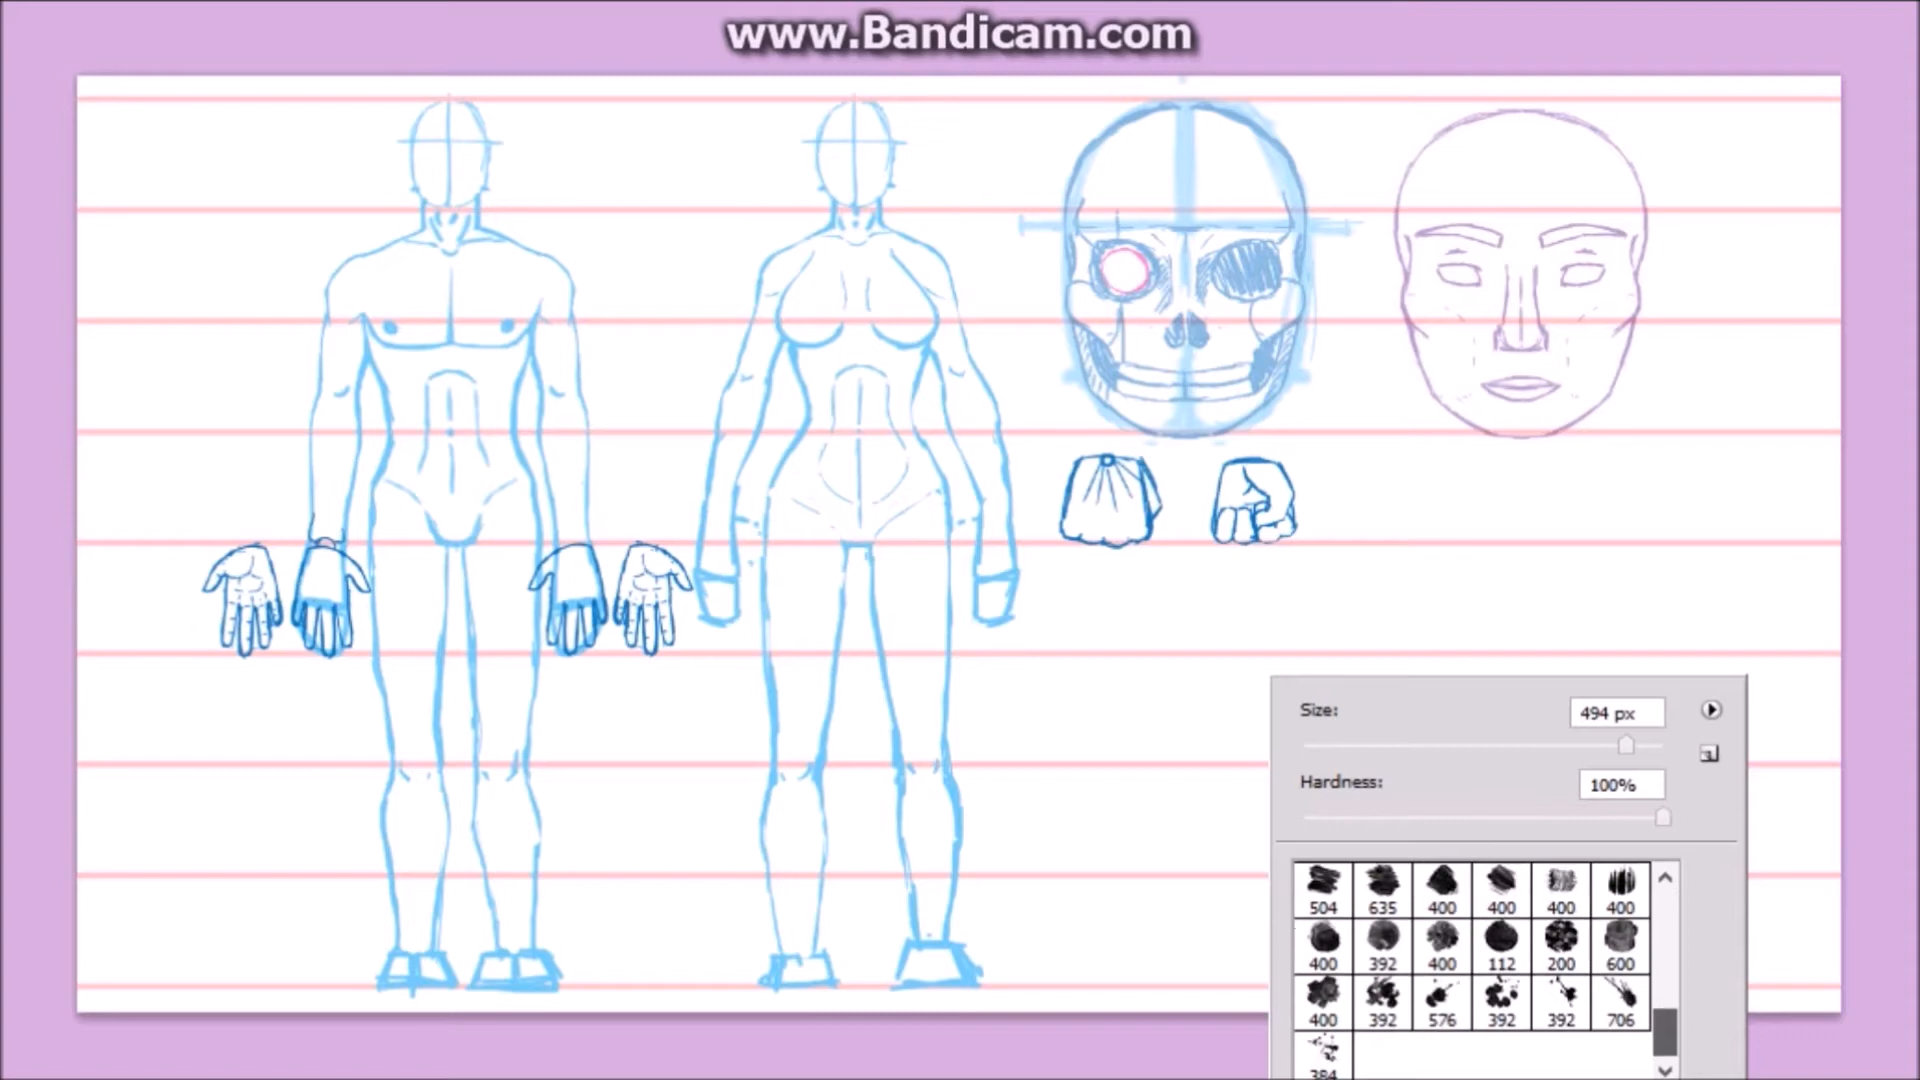 www.Bandicam.com
Size:
494 px
Hardness:
100%
504 635 400 400 400 400
400 392 400 112 200 600
400 392 576 392 392 706
384